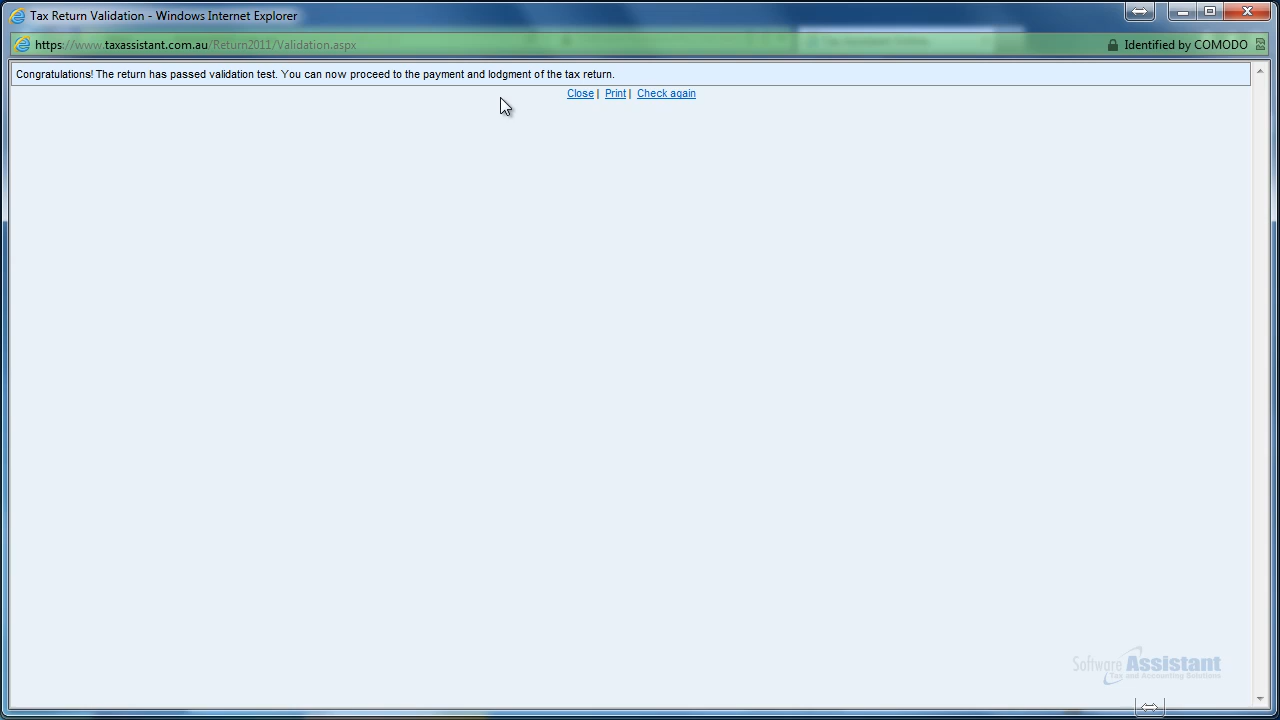 Tax Return Validation - Windows Internet Explorer
https://www.taxassistant.com.au/Return2011/Validation.aspx
Identified by COMODO
Congratulations! The return has passed validation test. You can now proceed to the payment and lodgment of the tax return.
Close | Print | Check again
Software Assistant
Tax and Accounting Solutions